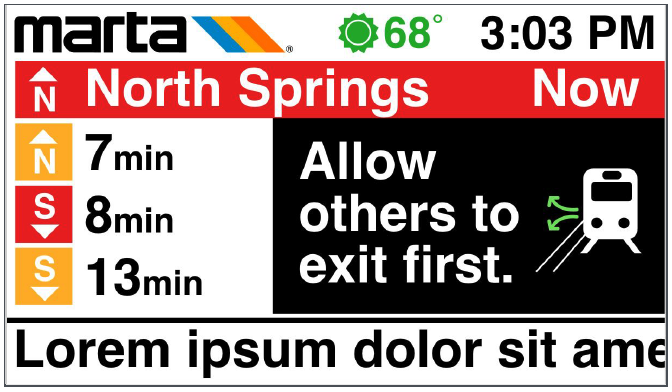 marta ® 68° 3:03 PM
N North Springs Now
N 7min
S 8min
S 13min
Allow
others to
exit first.
Lorem ipsum dolor sit ame